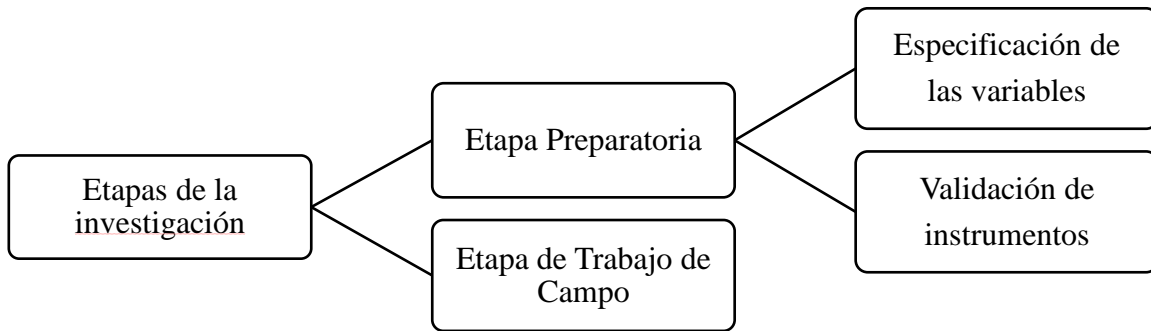 Etapas de la
investigación
Etapa Preparatoria
Etapa de Trabajo de
Campo
Especificación de
las variables
Validación de
instrumentos